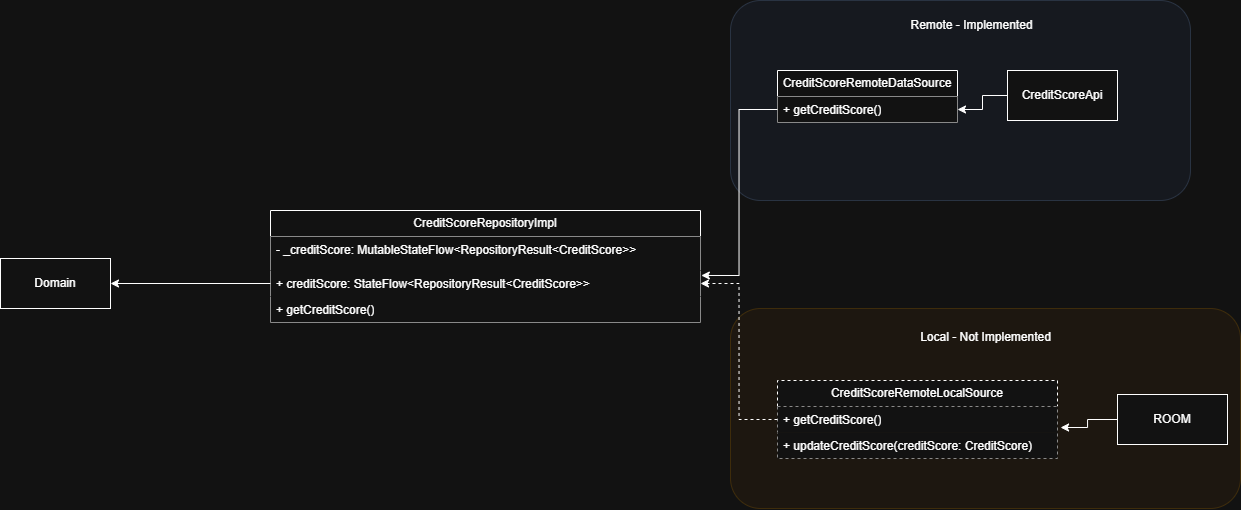 Remote - Implemented
CreditScoreRemoteDataSource
+ getCreditScore()
CreditScoreApi
CreditScoreRepositoryImpl
- _creditScore: MutableStateFlow<RepositoryResult<CreditScore>>
+ creditScore: StateFlow<RepositoryResult<CreditScore>>
+ getCreditScore()
Domain
Local - Not Implemented
CreditScoreRemoteLocalSource
+ getCreditScore()
+ updateCreditScore(creditScore: CreditScore)
ROOM